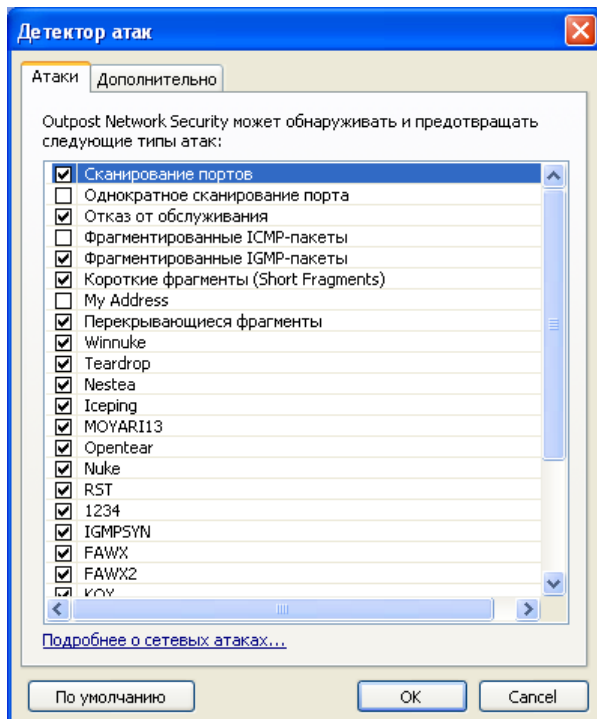 Детектор атак
Атаки
Дополнительно
Outpost Network Security может обнаруживать и предотвращать
следующие типы атак:
Сканирование портов
Однократное сканирование порта
Отказ от обслуживания
Фрагментированные ICMP-пакеты
Фрагментированные IGMP-пакеты
Короткие фрагменты (Short Fragments)
My Address
Перекрывающиеся фрагменты
Winnuke
Teardrop
Nestea
Iceping
MOYARI13
Opentear
Nuke
RST
1234
IGMPSYN
FAWX
FAWX2
KOX
Подробнее о сетевых атаках...
По умолчанию
OK
Cancel